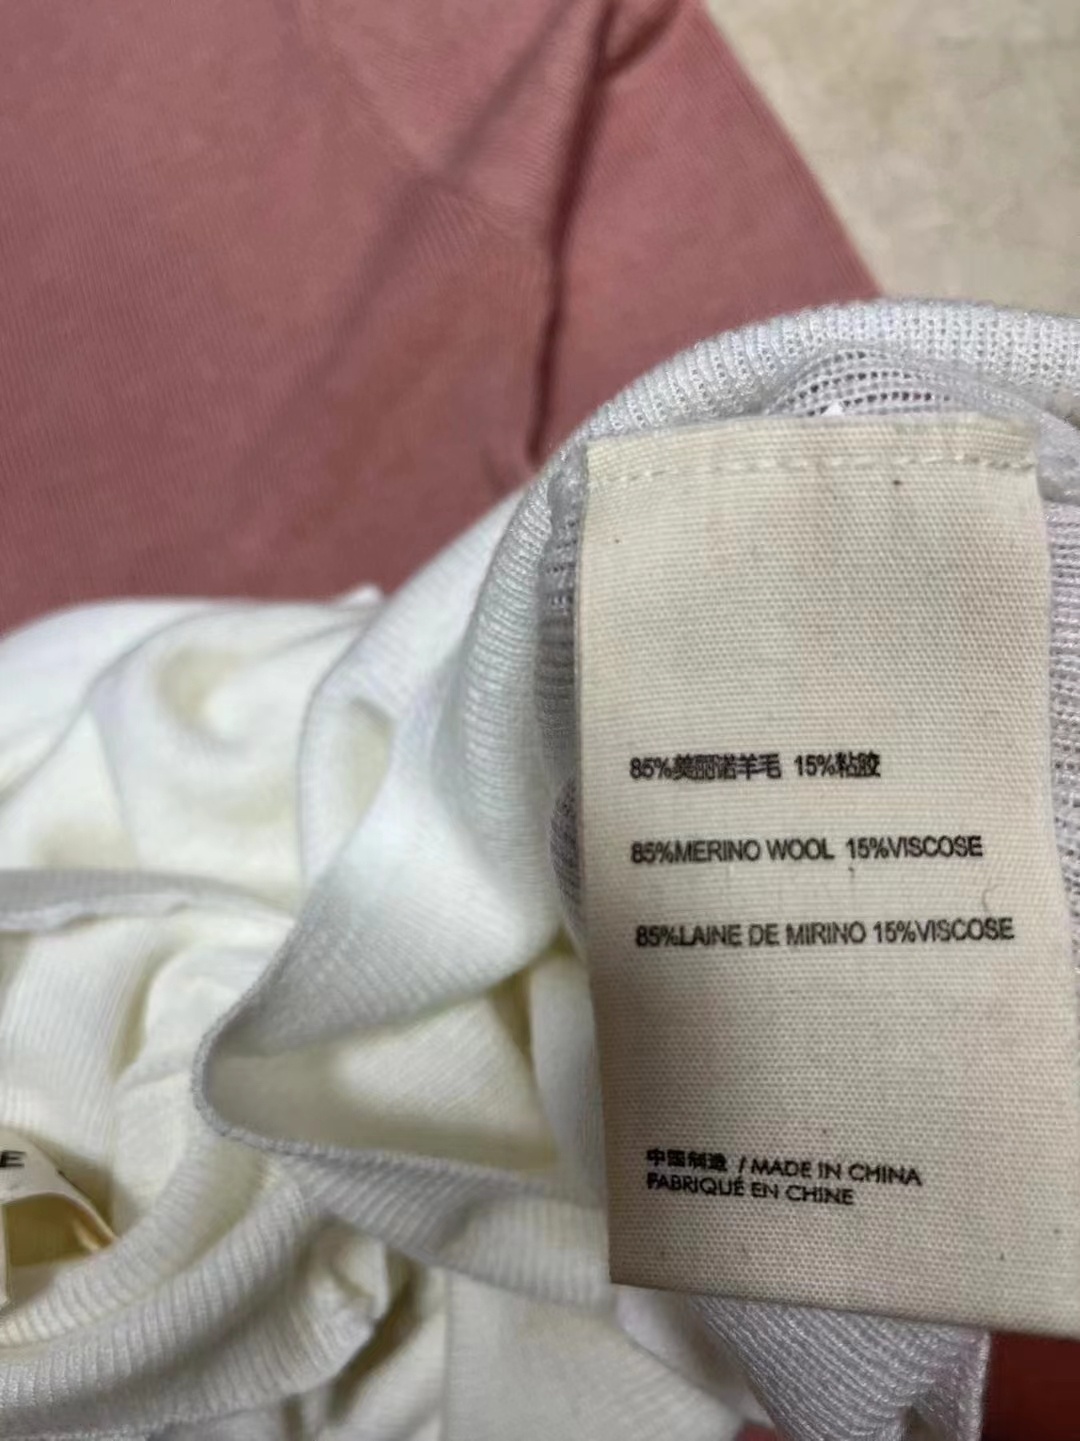 85%美丽诺羊毛 15%粘胶
85%MERINO WOOL 15%VISCOSE
85%LAINE DE MIRINO 15%VISCOSE
中国制造 / MADE IN CHINA
FABRIQUÉ EN CHINE
E